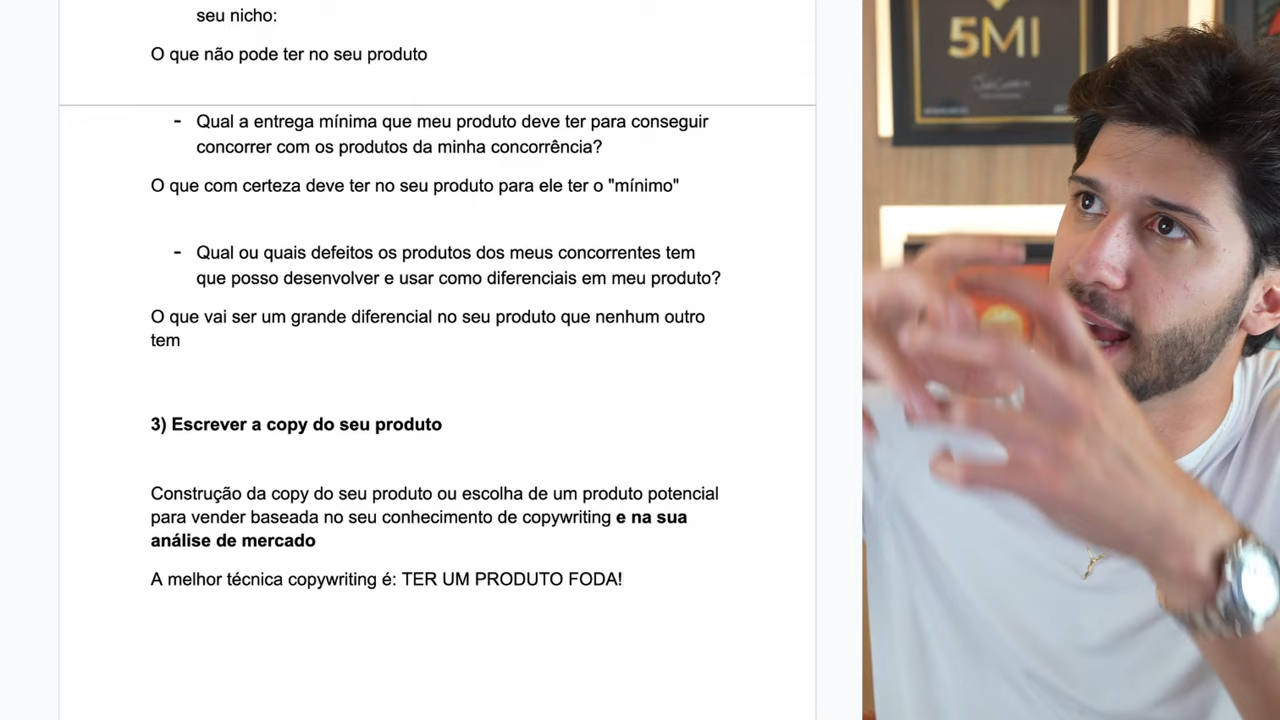 seu nicho:
O que não pode ter no seu produto
- Qual a entrega mínima que meu produto deve ter para conseguir
concorrer com os produtos da minha concorrência?
O que com certeza deve ter no seu produto para ele ter o "mínimo"
- Qual ou quais defeitos os produtos dos meus concorrentes tem
que posso desenvolver e usar como diferenciais em meu produto?
O que vai ser um grande diferencial no seu produto que nenhum outro
tem
3) Escrever a copy do seu produto
Construção da copy do seu produto ou escolha de um produto potencial
para vender baseada no seu conhecimento de copywriting e na sua
análise de mercado
A melhor técnica copywriting é: TER UM PRODUTO FODA!
5MI